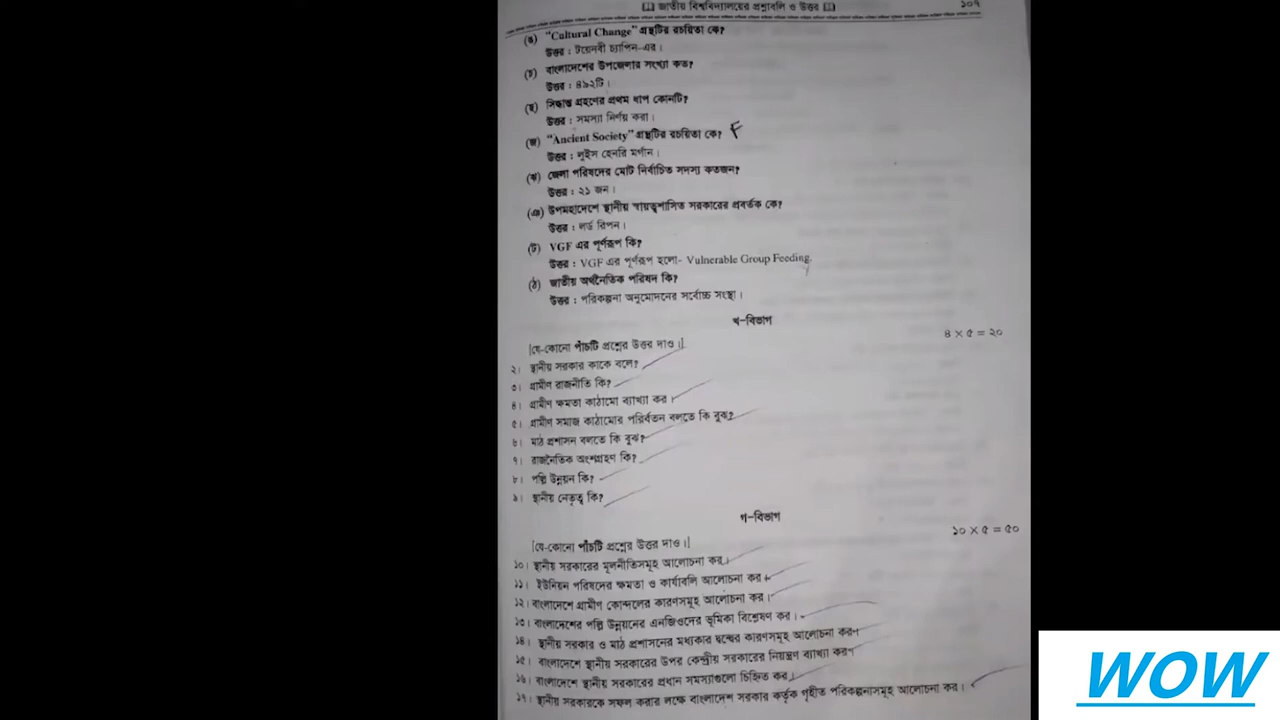 জাতীয় বিশ্ববিদ্যালয়ের প্রশ্নাবলি ও উত্তর
১০৭
(ঙ) "Cultural Change" গ্রন্থটির রচয়িতা কে?
উত্তর : টয়েনবী চ্যাপিন-এর।
(চ) বাংলাদেশের উপজেলার সংখ্যা কত?
উত্তর : ৪৯২টি।
(ছ) সিদ্ধান্ত গ্রহণের প্রথম ধাপ কোনটি?
উত্তর : সমস্যা নির্ণয় করা।
(জ) "Ancient Society" গ্রন্থটির রচয়িতা কে?
উত্তর : লুইস হেনরি মর্গান।
(ঝ) জেলা পরিষদের মোট নির্বাচিত সদস্য কতজন?
উত্তর : ২১ জন।
(ঞ) উপমহাদেশে স্থানীয় স্বায়ত্বশাসিত সরকারের প্রবর্তক কে?
উত্তর : লর্ড রিপন।
(ট) VGF এর পূর্ণরূপ কি?
উত্তর : VGF এর পূর্ণরূপ হলো- Vulnerable Group Feeding.
(ঠ) জাতীয় অর্থনৈতিক পরিষদ কি?
উত্তর : পরিকল্পনা অনুমোদনের সর্বোচ্চ সংস্থা।
খ-বিভাগ
৪ × ৫ = ২০
[যে-কোনো পাঁচটি প্রশ্নের উত্তর দাও।]
২। স্থানীয় সরকার কাকে বলে?
৩। গ্রামীণ রাজনীতি কি?
৪। গ্রামীণ ক্ষমতা কাঠামো ব্যাখ্যা কর।
৫। গ্রামীণ সমাজ কাঠামোর পরিবর্তন বলতে কি বুঝ?
৬। মাঠ প্রশাসন বলতে কি বুঝ?
৭। রাজনৈতিক অংশগ্রহণ কি?
৮। পল্লি উন্নয়ন কি?
৯। স্থানীয় নেতৃত্ব কি?
গ-বিভাগ
১০ × ৫ = ৫০
[যে-কোনো পাঁচটি প্রশ্নের উত্তর দাও।]
১০। স্থানীয় সরকারের মূলনীতিসমূহ আলোচনা কর।
১১। ইউনিয়ন পরিষদের ক্ষমতা ও কার্যাবলি আলোচনা কর।
১২। বাংলাদেশে গ্রামীণ কোন্দলের কারণসমূহ আলোচনা কর।
১৩। বাংলাদেশের পল্লি উন্নয়নের এনজিওদের ভূমিকা বিশ্লেষণ কর।
১৪। স্থানীয় সরকার ও মাঠ প্রশাসনের মধ্যকার দ্বন্দ্বের কারণসমূহ আলোচনা কর।
১৫। বাংলাদেশে স্থানীয় সরকারের উপর কেন্দ্রীয় সরকারের নিয়ন্ত্রণ ব্যাখ্যা কর।
১৬। বাংলাদেশে স্থানীয় সরকারের প্রধান সমস্যাগুলো চিহ্নিত কর।
১৭। স্থানীয় সরকারকে সফল করার লক্ষে বাংলাদেশ সরকার কর্তৃক গৃহীত পরিকল্পনাসমূহ আলোচনা কর।
WOW